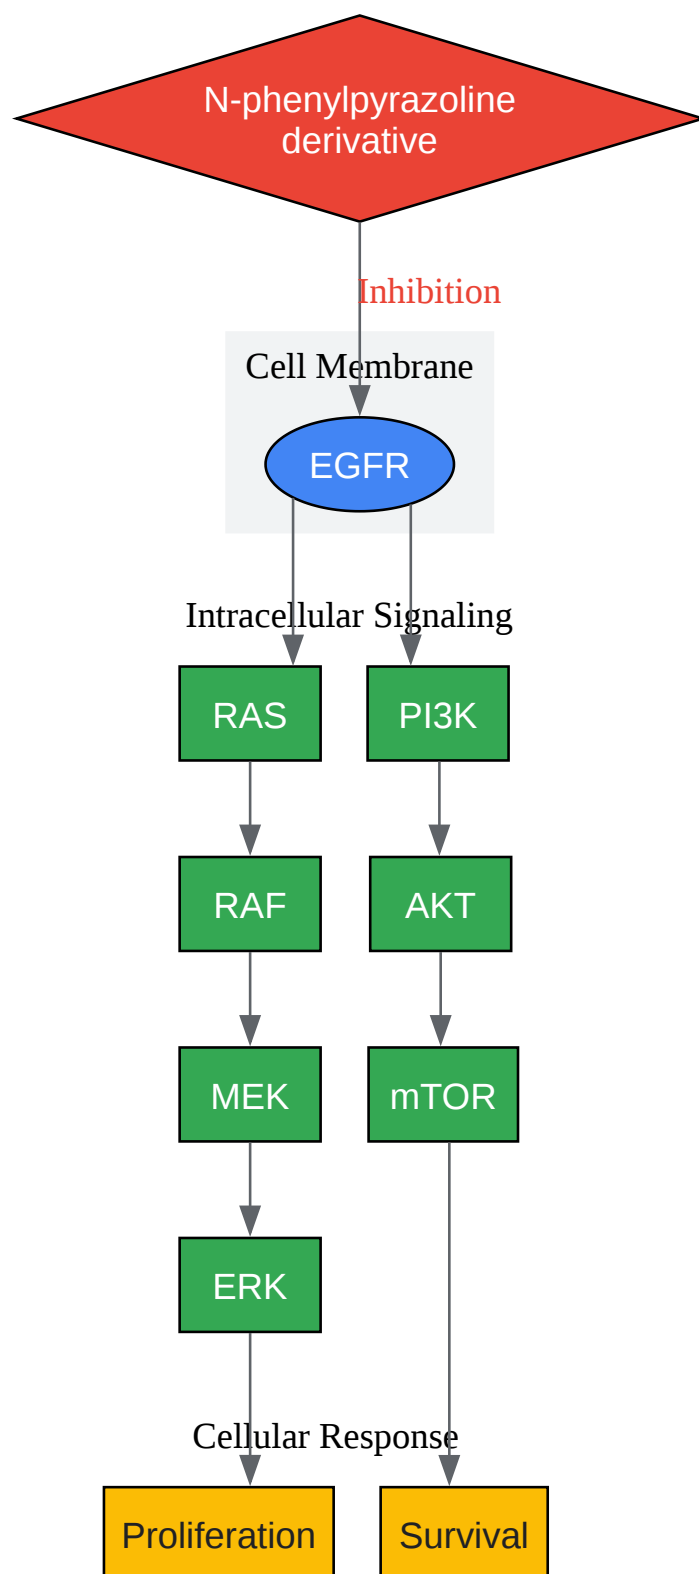 N-phenylpyrazoline
derivative
Inhibition
Cell Membrane
EGFR
Intracellular Signaling
RAS
PI3K
RAF
AKT
MEK
mTOR
ERK
Cellular Response
Proliferation
Survival